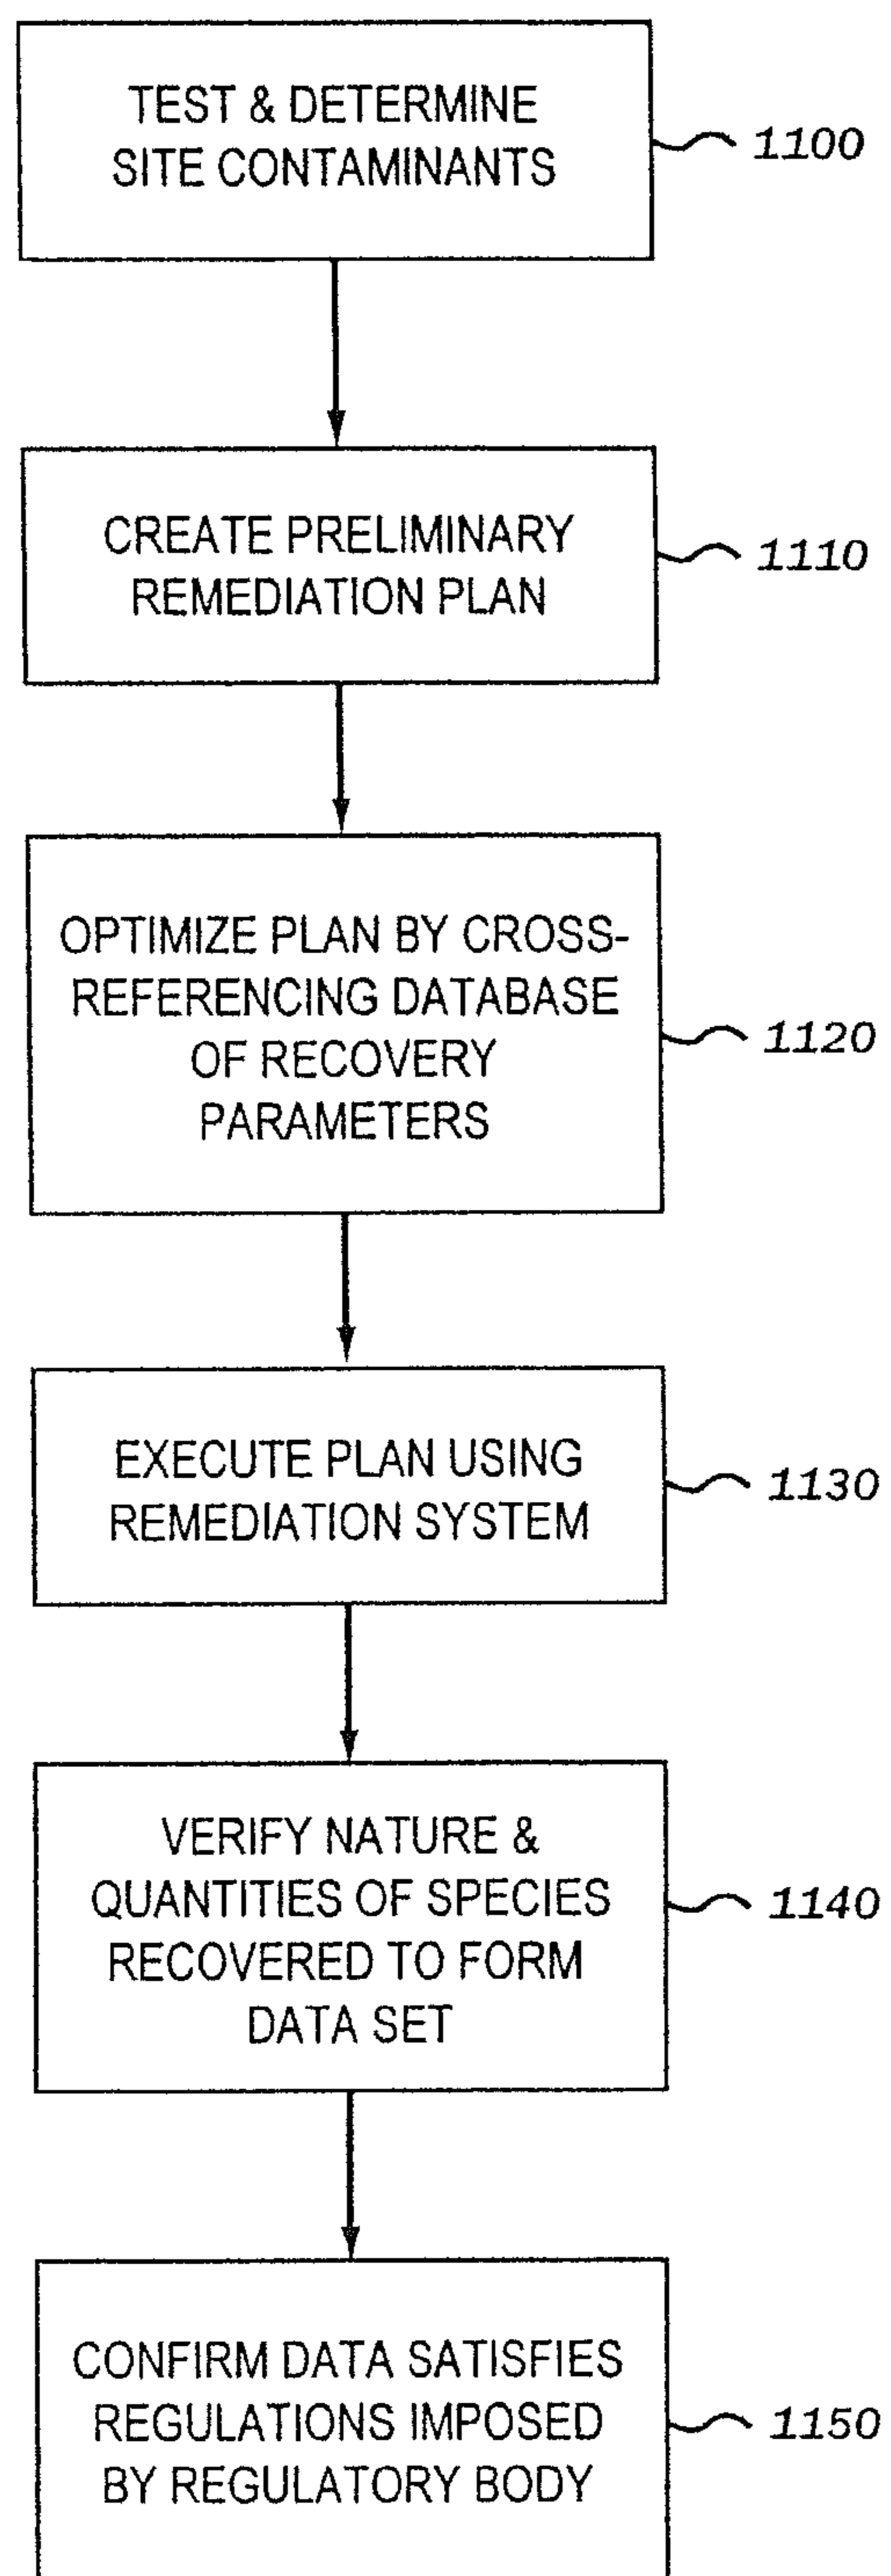 TEST & DETERMINE
SITE CONTAMINANTS
1100
CREATE PRELIMINARY
REMEDIATION PLAN
1110
OPTIMIZE PLAN BY CROSS-
REFERENCING DATABASE
OF RECOVERY
PARAMETERS
1120
EXECUTE PLAN USING
REMEDIATION SYSTEM
1130
VERIFY NATURE &
QUANTITIES OF SPECIES
RECOVERED TO FORM
DATA SET
1140
CONFIRM DATA SATISFIES
REGULATIONS IMPOSED
BY REGULATORY BODY
1150